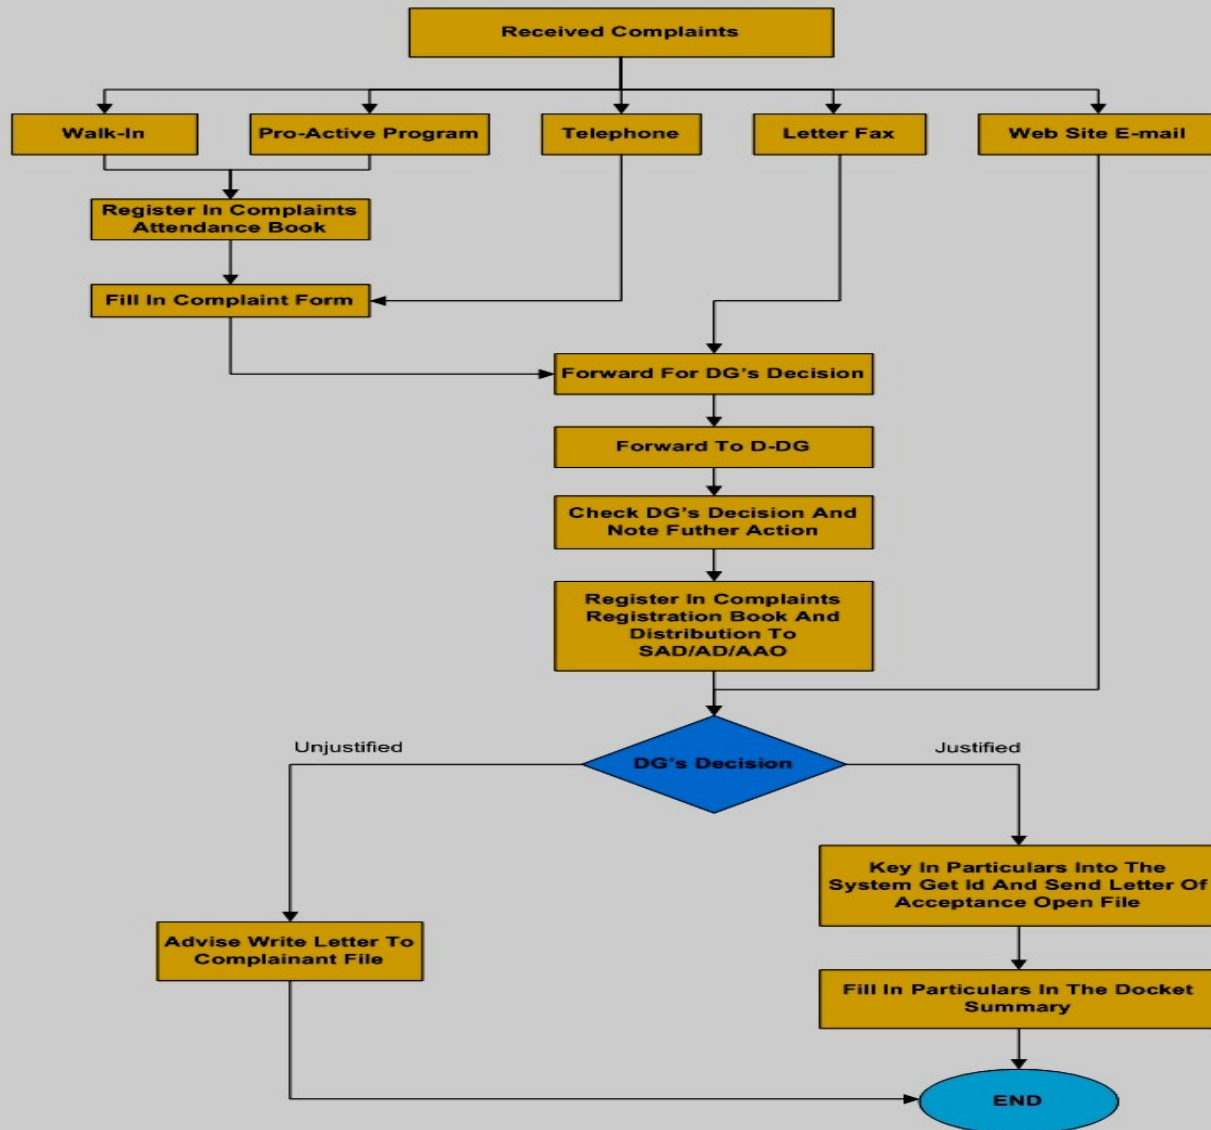 Received Complaints
Walk-In
Pro-Active Program
Telephone
Letter Fax
Web Site E-mail
Register In Complaints
Attendance Book
Fill In Complaint Form
Forward For DG's Decision
Forward To D-DG
Check DG's Decision And
Note Futher Action
Register In Complaints
Registration Book And
Distribution To
SAD/AD/AAO
Unjustified
DG's Decision
Justified
Key In Particulars Into The
System Get Id And Send Letter Of
Acceptance Open File
Advise Write Letter To
Complainant File
Fill In Particulars In The Docket
Summary
END